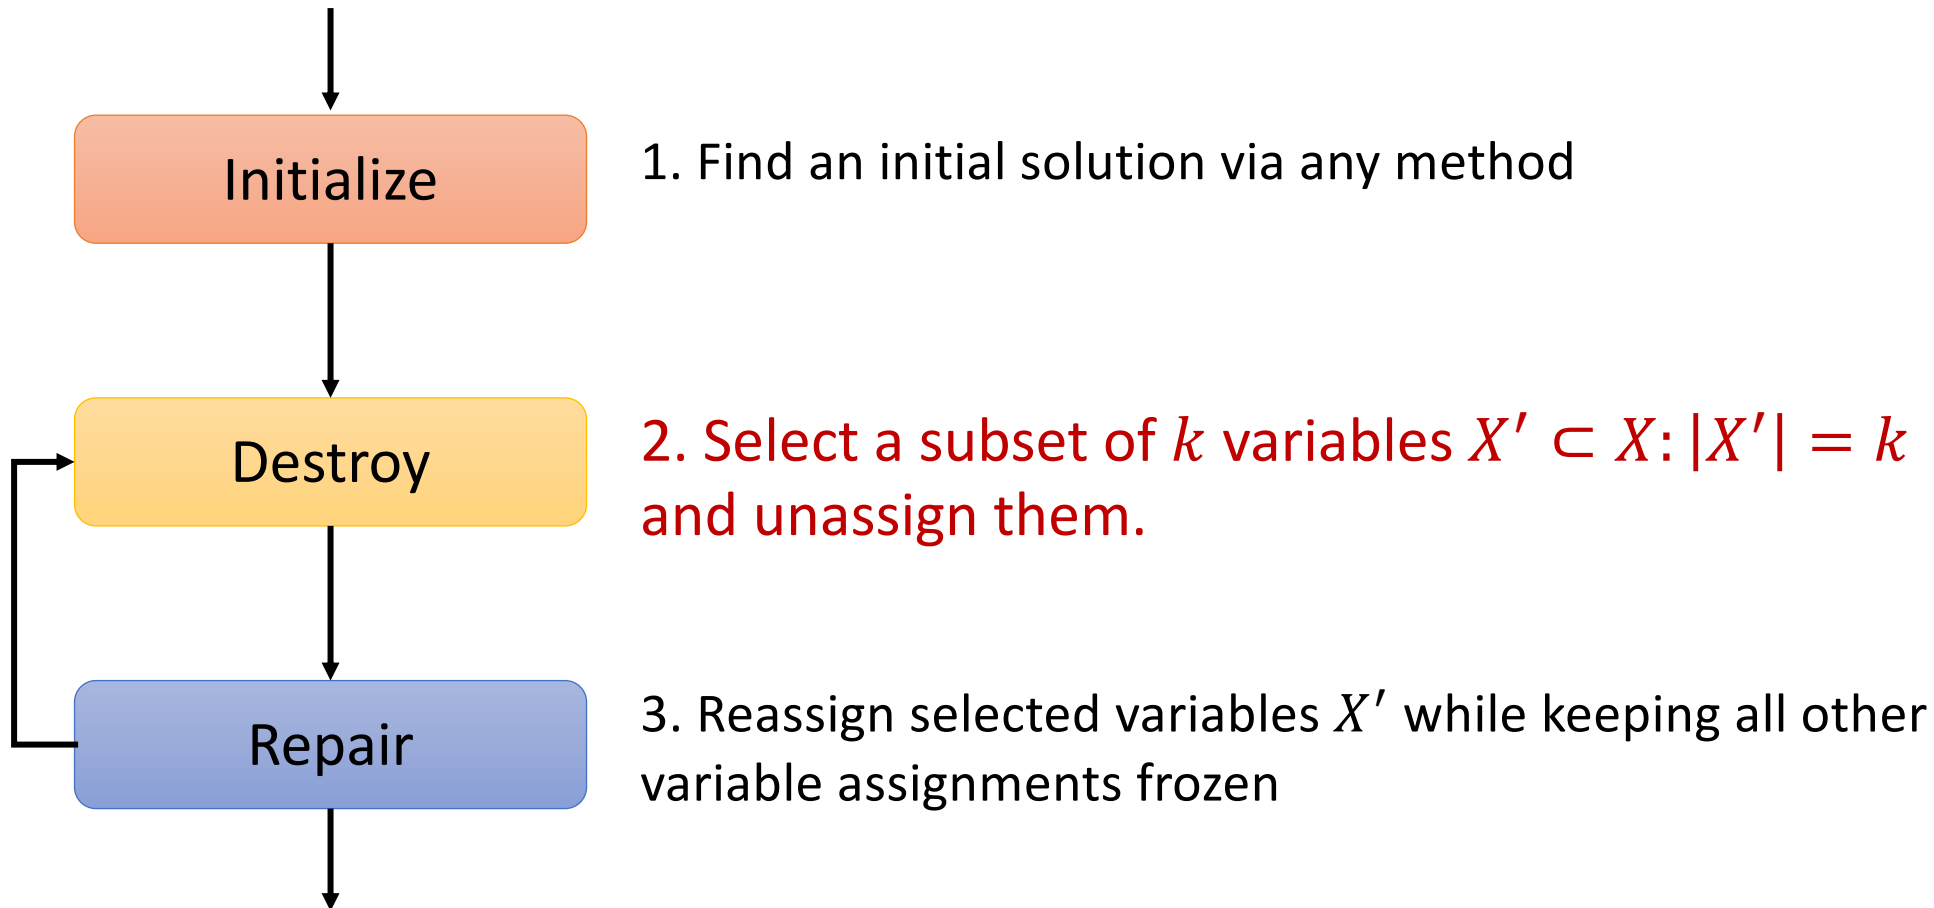 Initialize
1. Find an initial solution via any method
Destroy
2. Select a subset of k variables X′ ⊂ X: |X′| = k
and unassign them.
Repair
3. Reassign selected variables X′ while keeping all other
variable assignments frozen